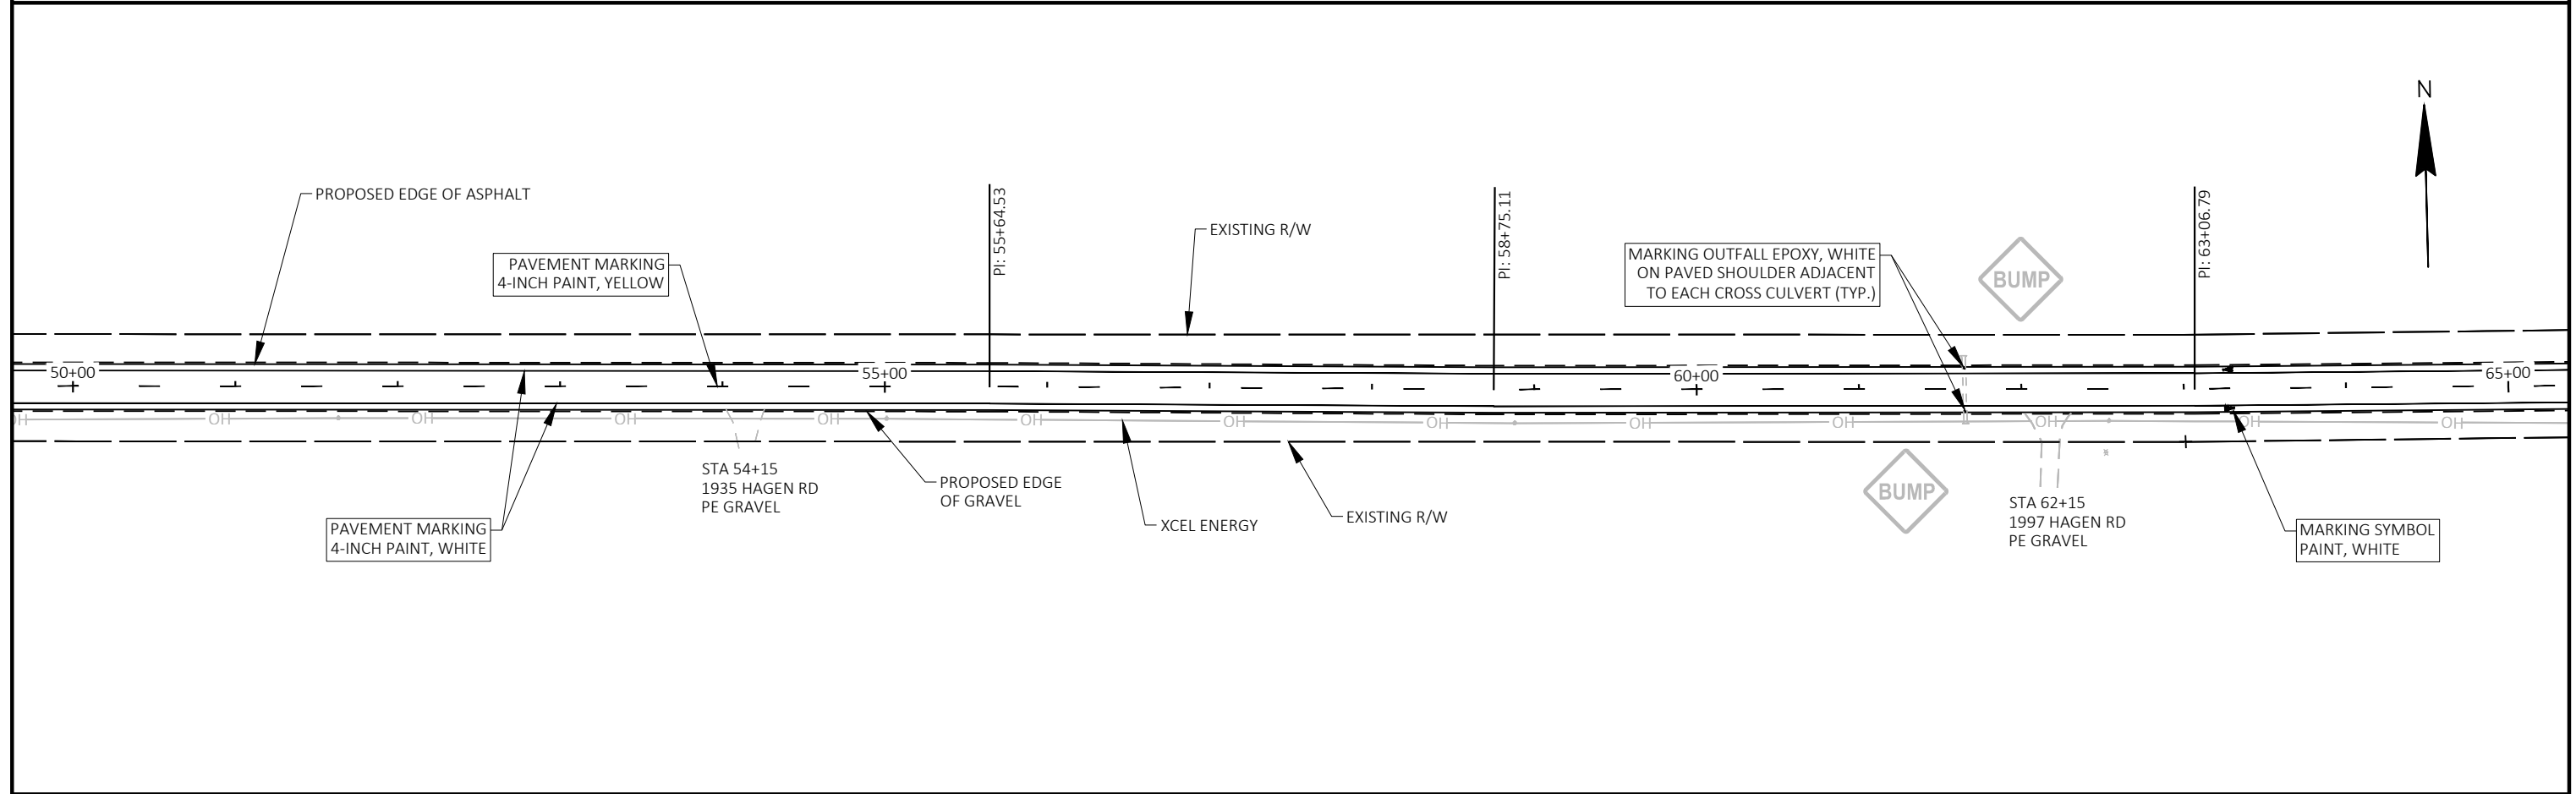 N
PROPOSED EDGE OF ASPHALT
PI: 55+64.53
PI: 58+75.11
PI: 63+06.79
EXISTING R/W
PAVEMENT MARKING
4-INCH PAINT, YELLOW
MARKING OUTFALL EPOXY, WHITE
ON PAVED SHOULDER ADJACENT
TO EACH CROSS CULVERT (TYP.)
BUMP
50+00
55+00
60+00
65+00
OH
OH
OH
OH
OH
OH
OH
OH
OH
OH
OH
OH
OH
STA 54+15
1935 HAGEN RD
PE GRAVEL
PROPOSED EDGE
OF GRAVEL
XCEL ENERGY
EXISTING R/W
BUMP
STA 62+15
1997 HAGEN RD
PE GRAVEL
PAVEMENT MARKING
4-INCH PAINT, WHITE
MARKING SYMBOL
PAINT, WHITE